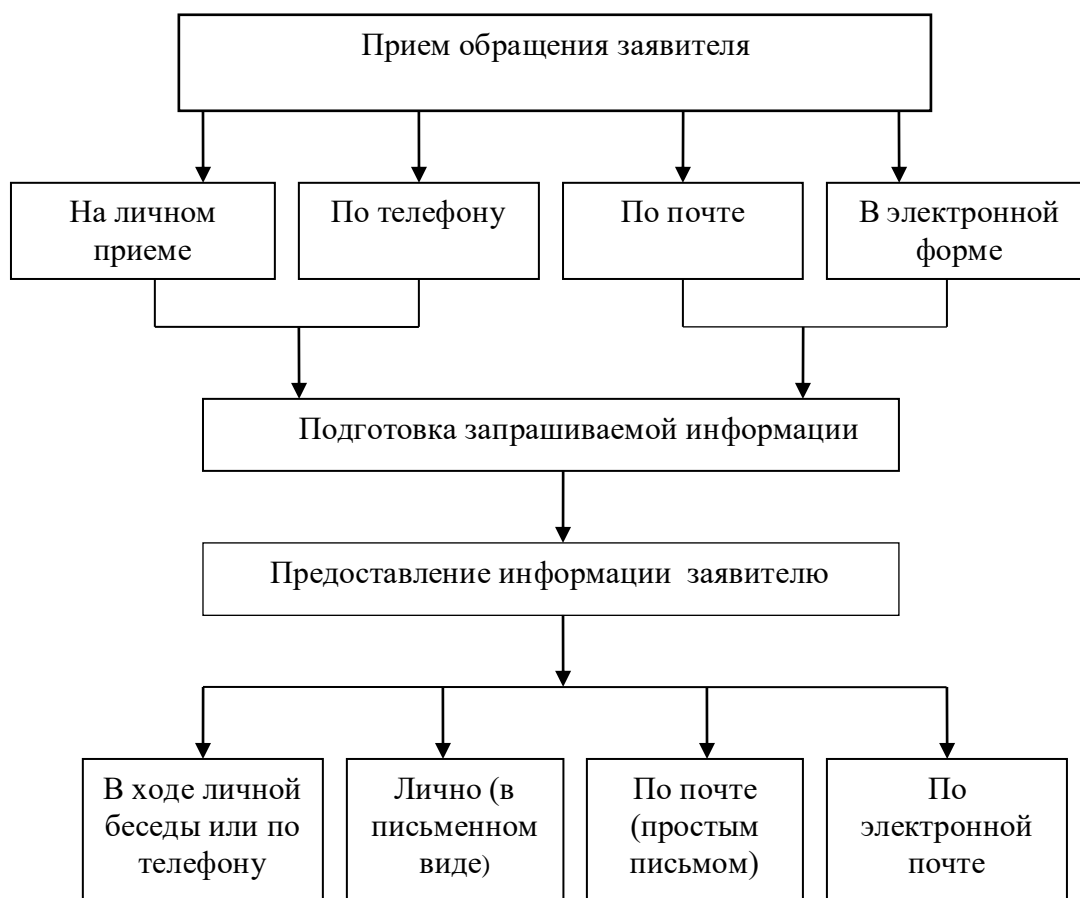 Прием обращения заявителя
На личном
приеме
По телефону
По почте
В электронной
форме
Подготовка запрашиваемой информации
Предоставление информации заявителю
В ходе личной
беседы или по
телефону
Лично (в
письменном
виде)
По почте
(простым
письмом)
По
электронной
почте